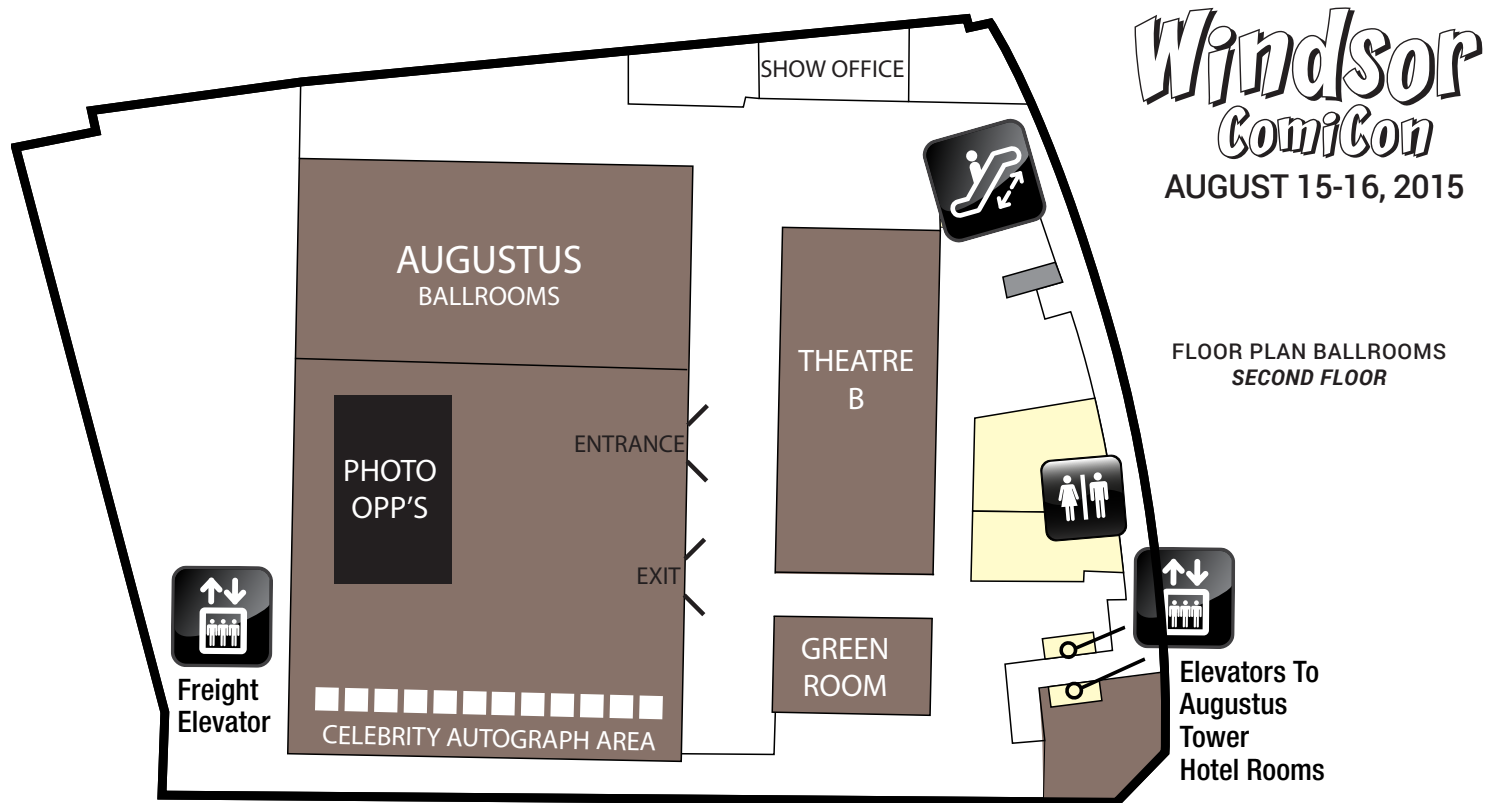 Windsor
ComiCon
AUGUST 15-16, 2015
SHOW OFFICE
AUGUSTUS
BALLROOMS
THEATRE
B
FLOOR PLAN BALLROOMS
SECOND FLOOR
ENTRANCE
PHOTO
OPP'S
EXIT
GREEN
ROOM
Freight
Elevator
CELEBRITY AUTOGRAPH AREA
Elevators To
Augustus
Tower
Hotel Rooms